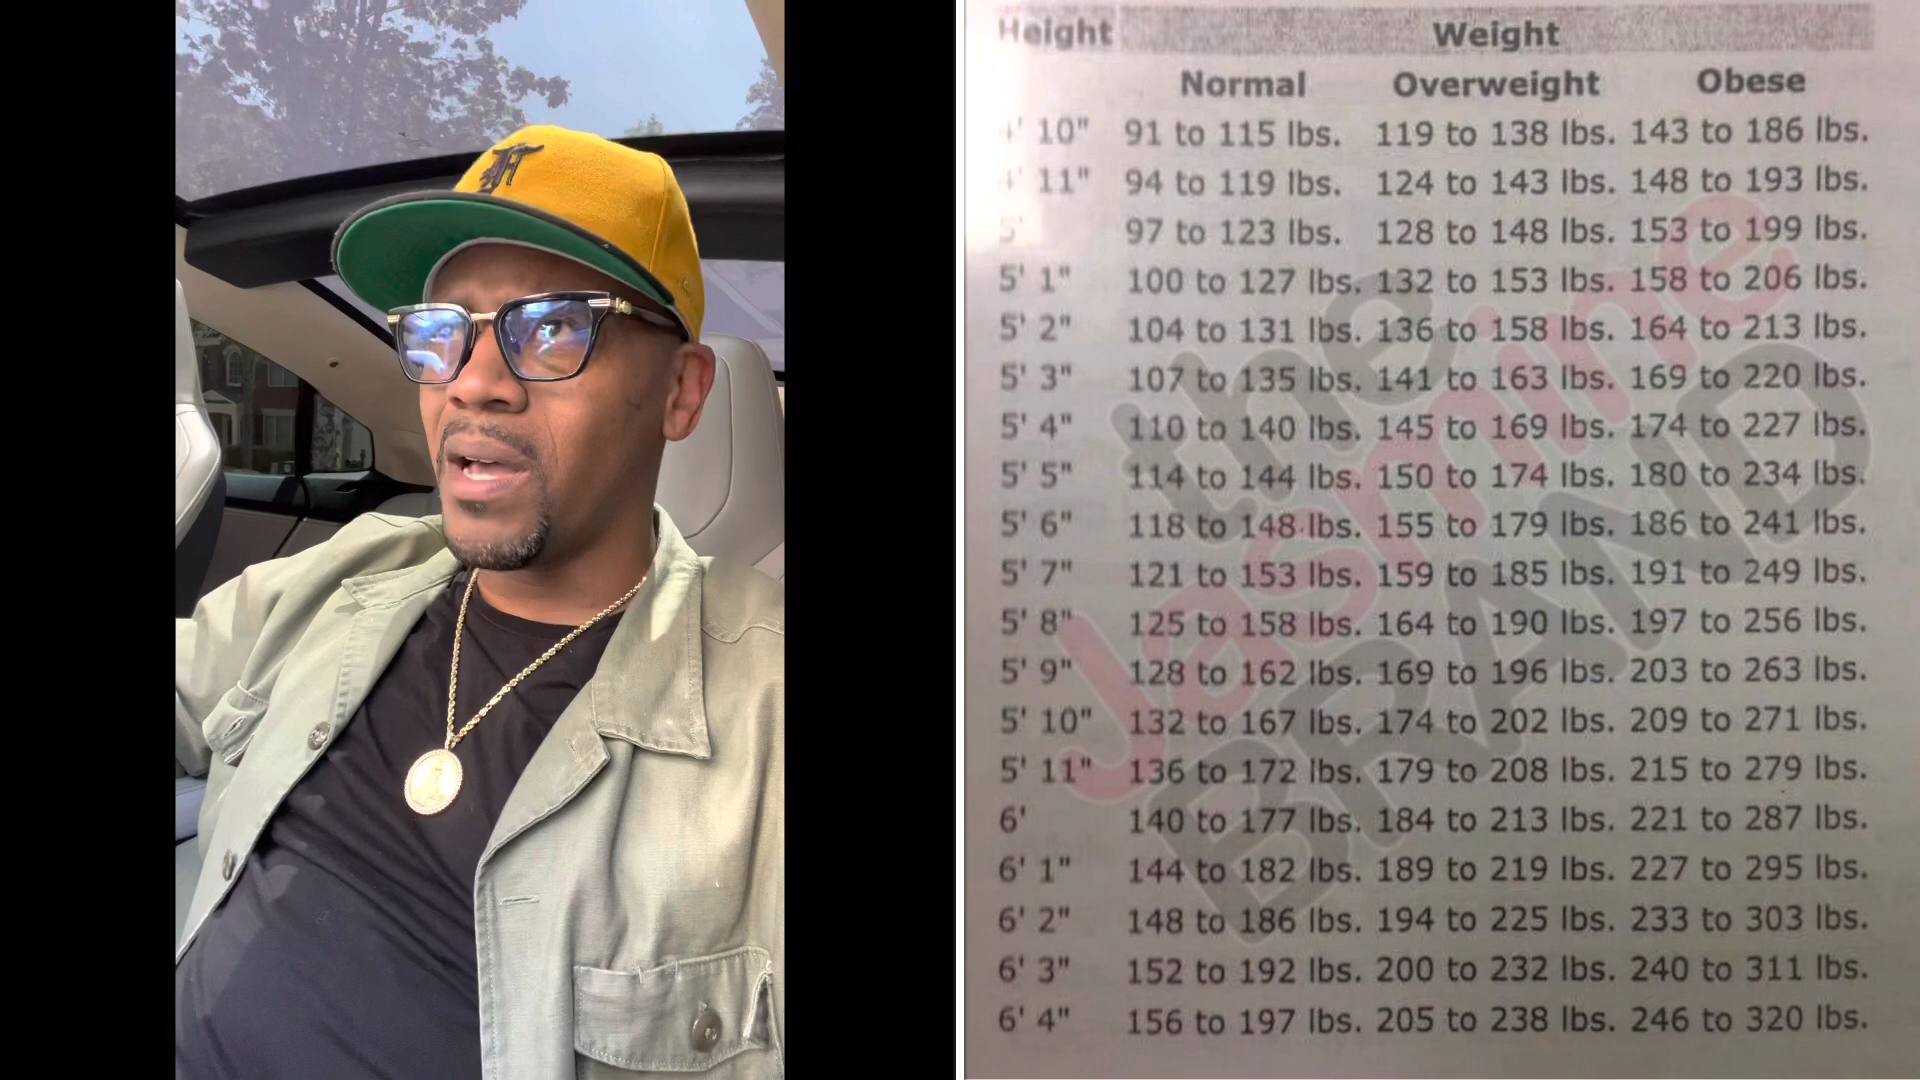 Height Weight
Normal Overweight Obese
4' 10" 91 to 115 lbs. 119 to 138 lbs. 143 to 186 lbs.
4' 11" 94 to 119 lbs. 124 to 143 lbs. 148 to 193 lbs.
5' 97 to 123 lbs. 128 to 148 lbs. 153 to 199 lbs.
5' 1" 100 to 127 lbs. 132 to 153 lbs. 158 to 206 lbs.
5' 2" 104 to 131 lbs. 136 to 158 lbs. 164 to 213 lbs.
5' 3" 107 to 135 lbs. 141 to 163 lbs. 169 to 220 lbs.
5' 4" 110 to 140 lbs. 145 to 169 lbs. 174 to 227 lbs.
5' 5" 114 to 144 lbs. 150 to 174 lbs. 180 to 234 lbs.
5' 6" 118 to 148 lbs. 155 to 179 lbs. 186 to 241 lbs.
5' 7" 121 to 153 lbs. 159 to 185 lbs. 191 to 249 lbs.
5' 8" 125 to 158 lbs. 164 to 190 lbs. 197 to 256 lbs.
5' 9" 128 to 162 lbs. 169 to 196 lbs. 203 to 263 lbs.
5' 10" 132 to 167 lbs. 174 to 202 lbs. 209 to 271 lbs.
5' 11" 136 to 172 lbs. 179 to 208 lbs. 215 to 279 lbs.
6' 140 to 177 lbs. 184 to 213 lbs. 221 to 287 lbs.
6' 1" 144 to 182 lbs. 189 to 219 lbs. 227 to 295 lbs.
6' 2" 148 to 186 lbs. 194 to 225 lbs. 233 to 303 lbs.
6' 3" 152 to 192 lbs. 200 to 232 lbs. 240 to 311 lbs.
6' 4" 156 to 197 lbs. 205 to 238 lbs. 246 to 320 lbs.
the
Jasmine
BRAND